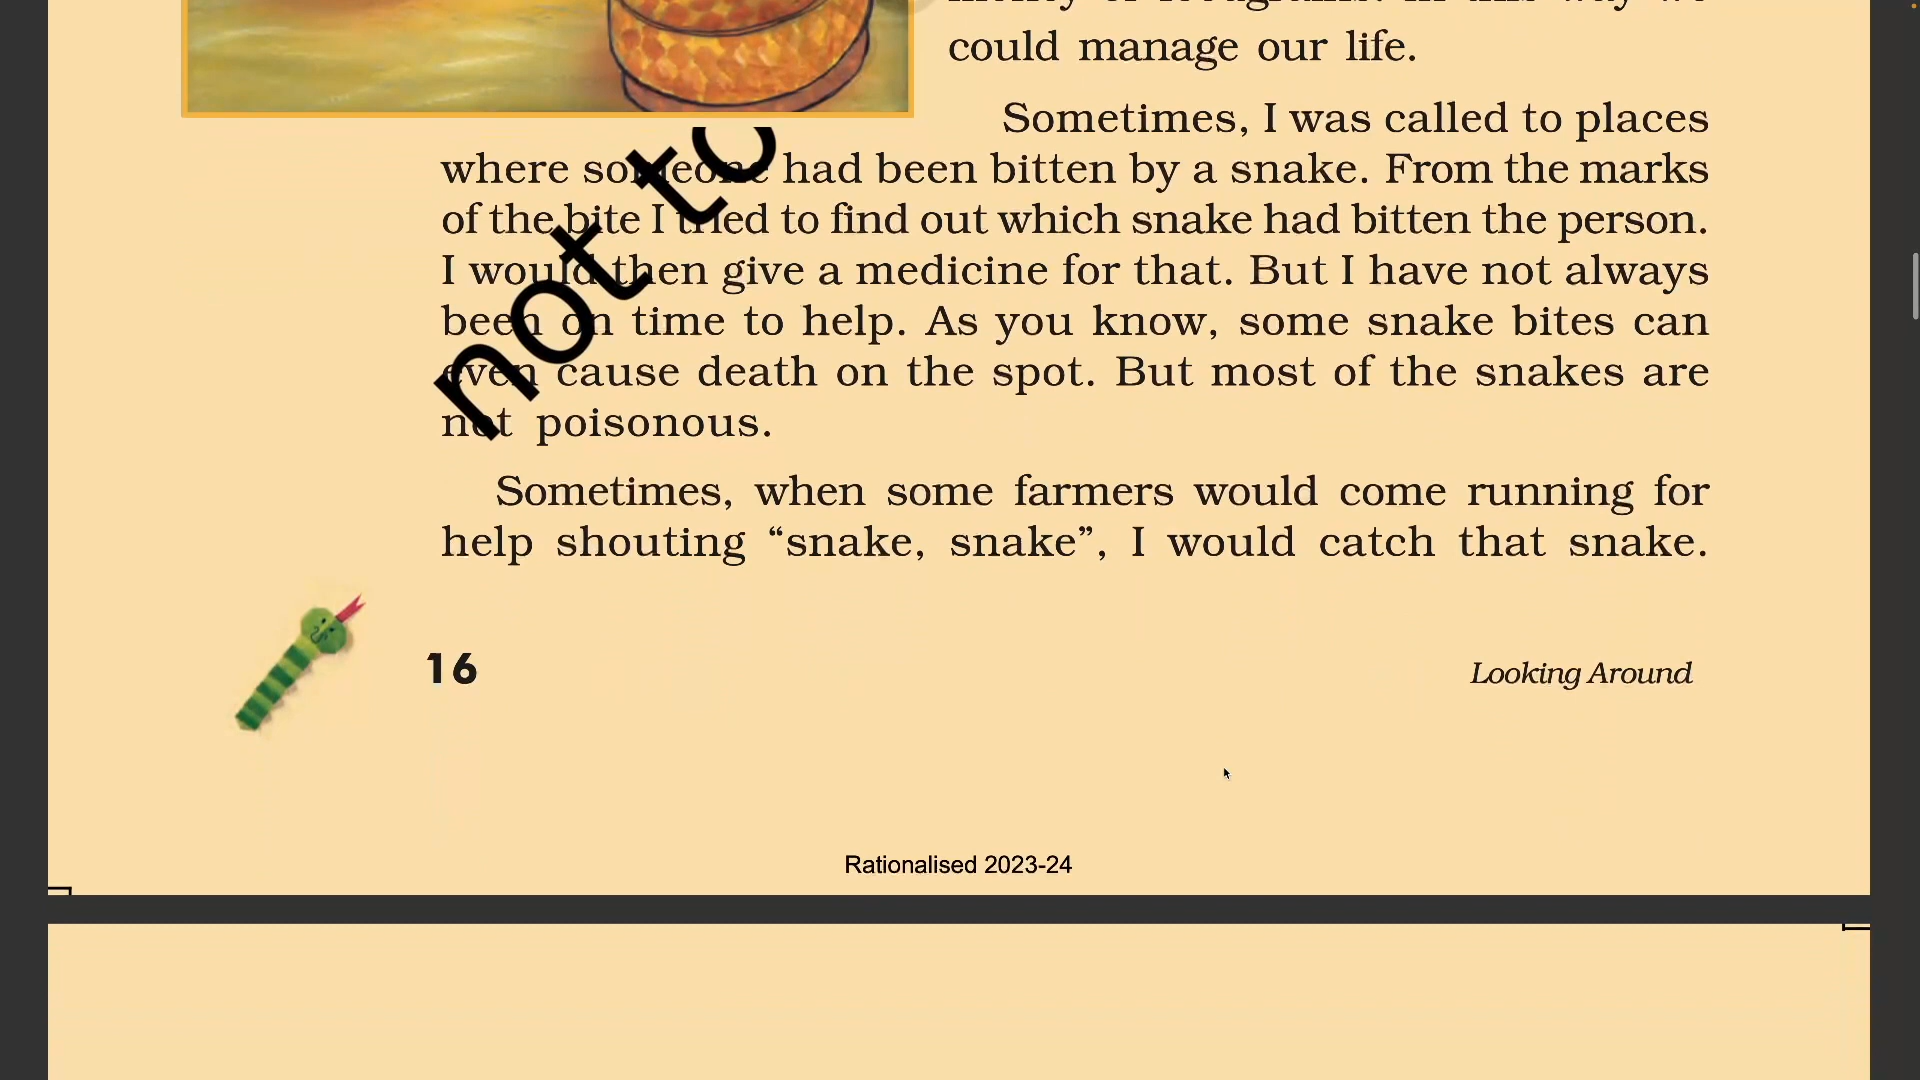 could manage our life.
Sometimes, I was called to places
where someone had been bitten by a snake. From the marks
of the bite I tried to find out which snake had bitten the person.
I would then give a medicine for that. But I have not always
been on time to help. As you know, some snake bites can
even cause death on the spot. But most of the snakes are
not poisonous.
Sometimes, when some farmers would come running for
help shouting “snake, snake”, I would catch that snake.
16
Looking Around
Rationalised 2023-24
not to